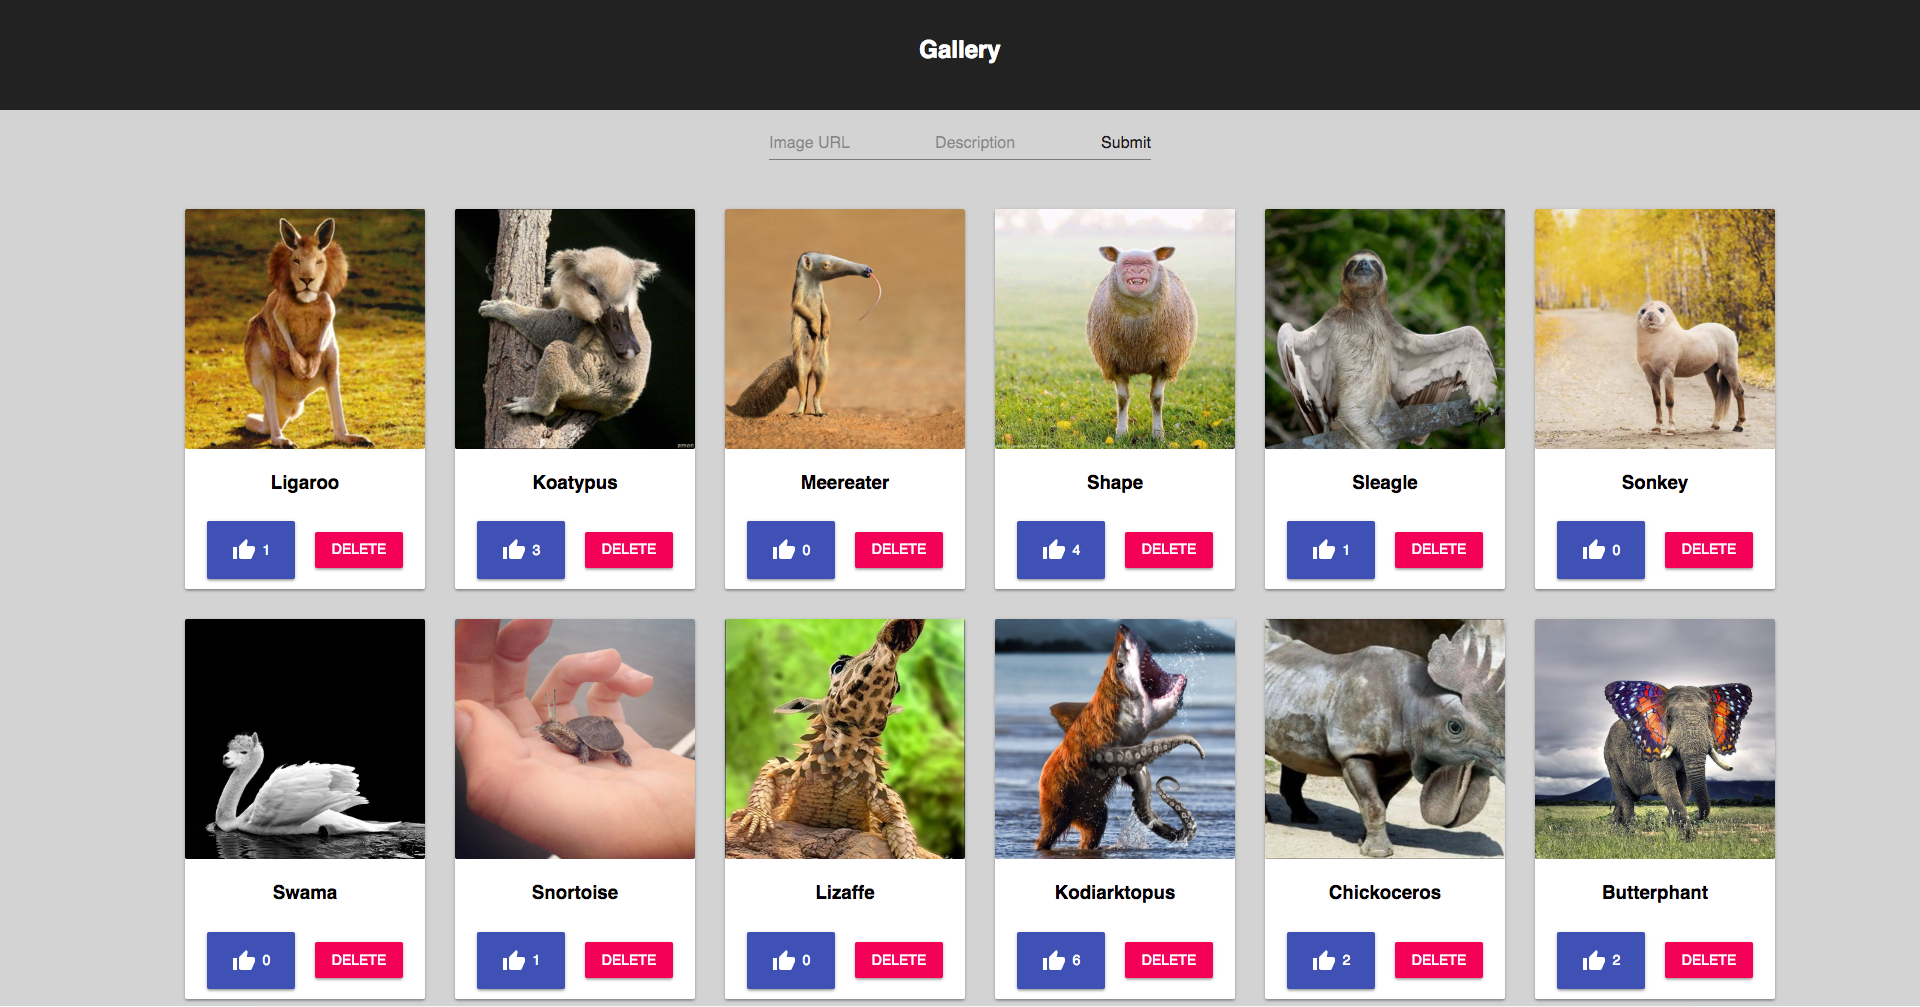 Gallery
Image URL Description Submit
Ligaroo Koatypus Meereater Shape Sleagle Sonkey
1 DELETE 3 DELETE 0 DELETE 4 DELETE 1 DELETE 0 DELETE
Swama Snortoise Lizaffe Kodiarktopus Chickoceros Butterphant
0 DELETE 1 DELETE 0 DELETE 6 DELETE 2 DELETE 2 DELETE